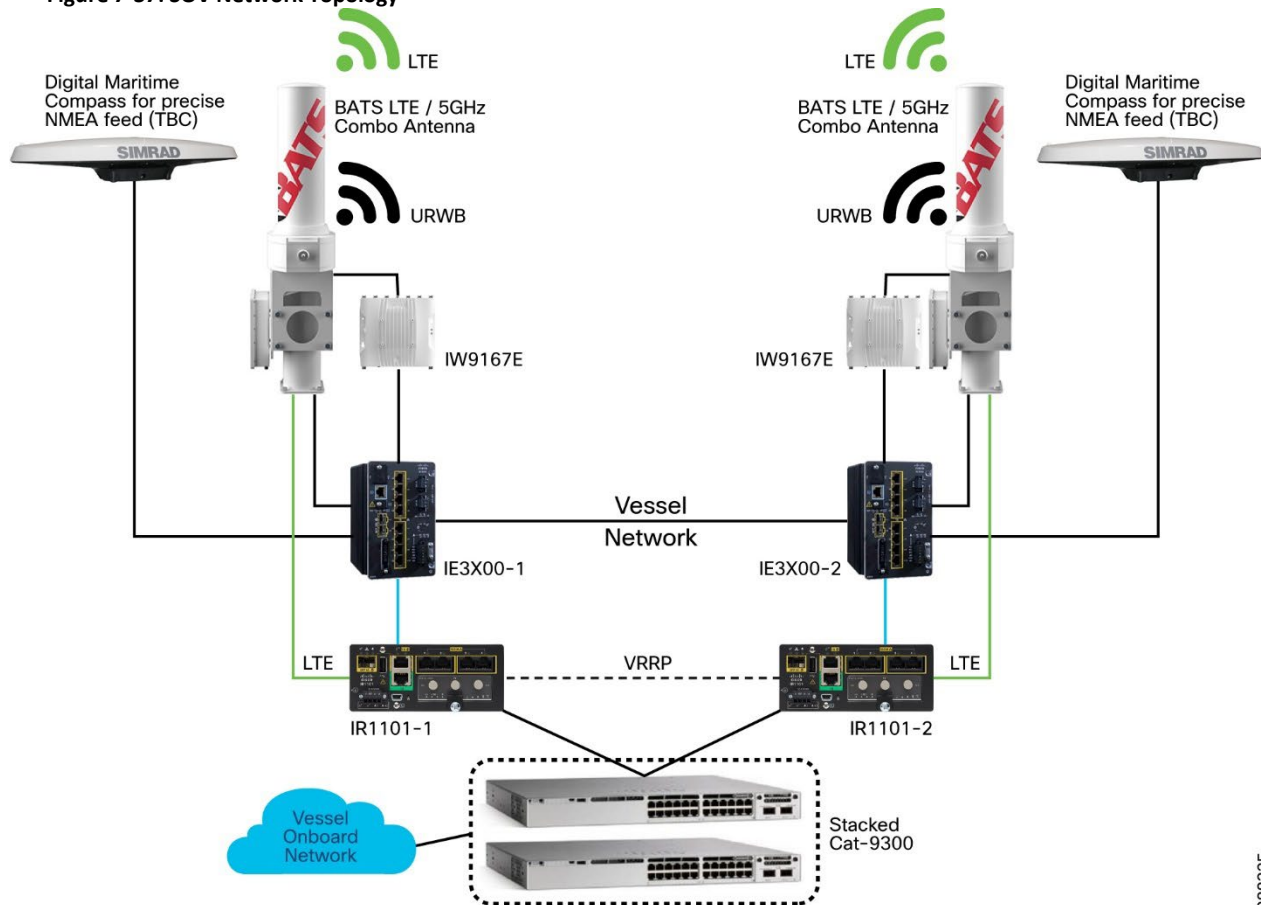 LTE
LTE
Digital Maritime
Compass for precise
NMEA feed (TBC)
SIMRAD
BATS LTE / 5GHz
Combo Antenna
BATS
URWB
BATS LTE / 5GHz
Combo Antenna
BATS
URWB
Digital Maritime
Compass for precise
NMEA feed (TBC)
SIMRAD
IW9167E
IW9167E
Vessel
Network
IE3X00-1
IE3X00-2
LTE
VRRP
LTE
IR1101-1
IR1101-2
Vessel
Onboard
Network
Stacked
Cat-9300